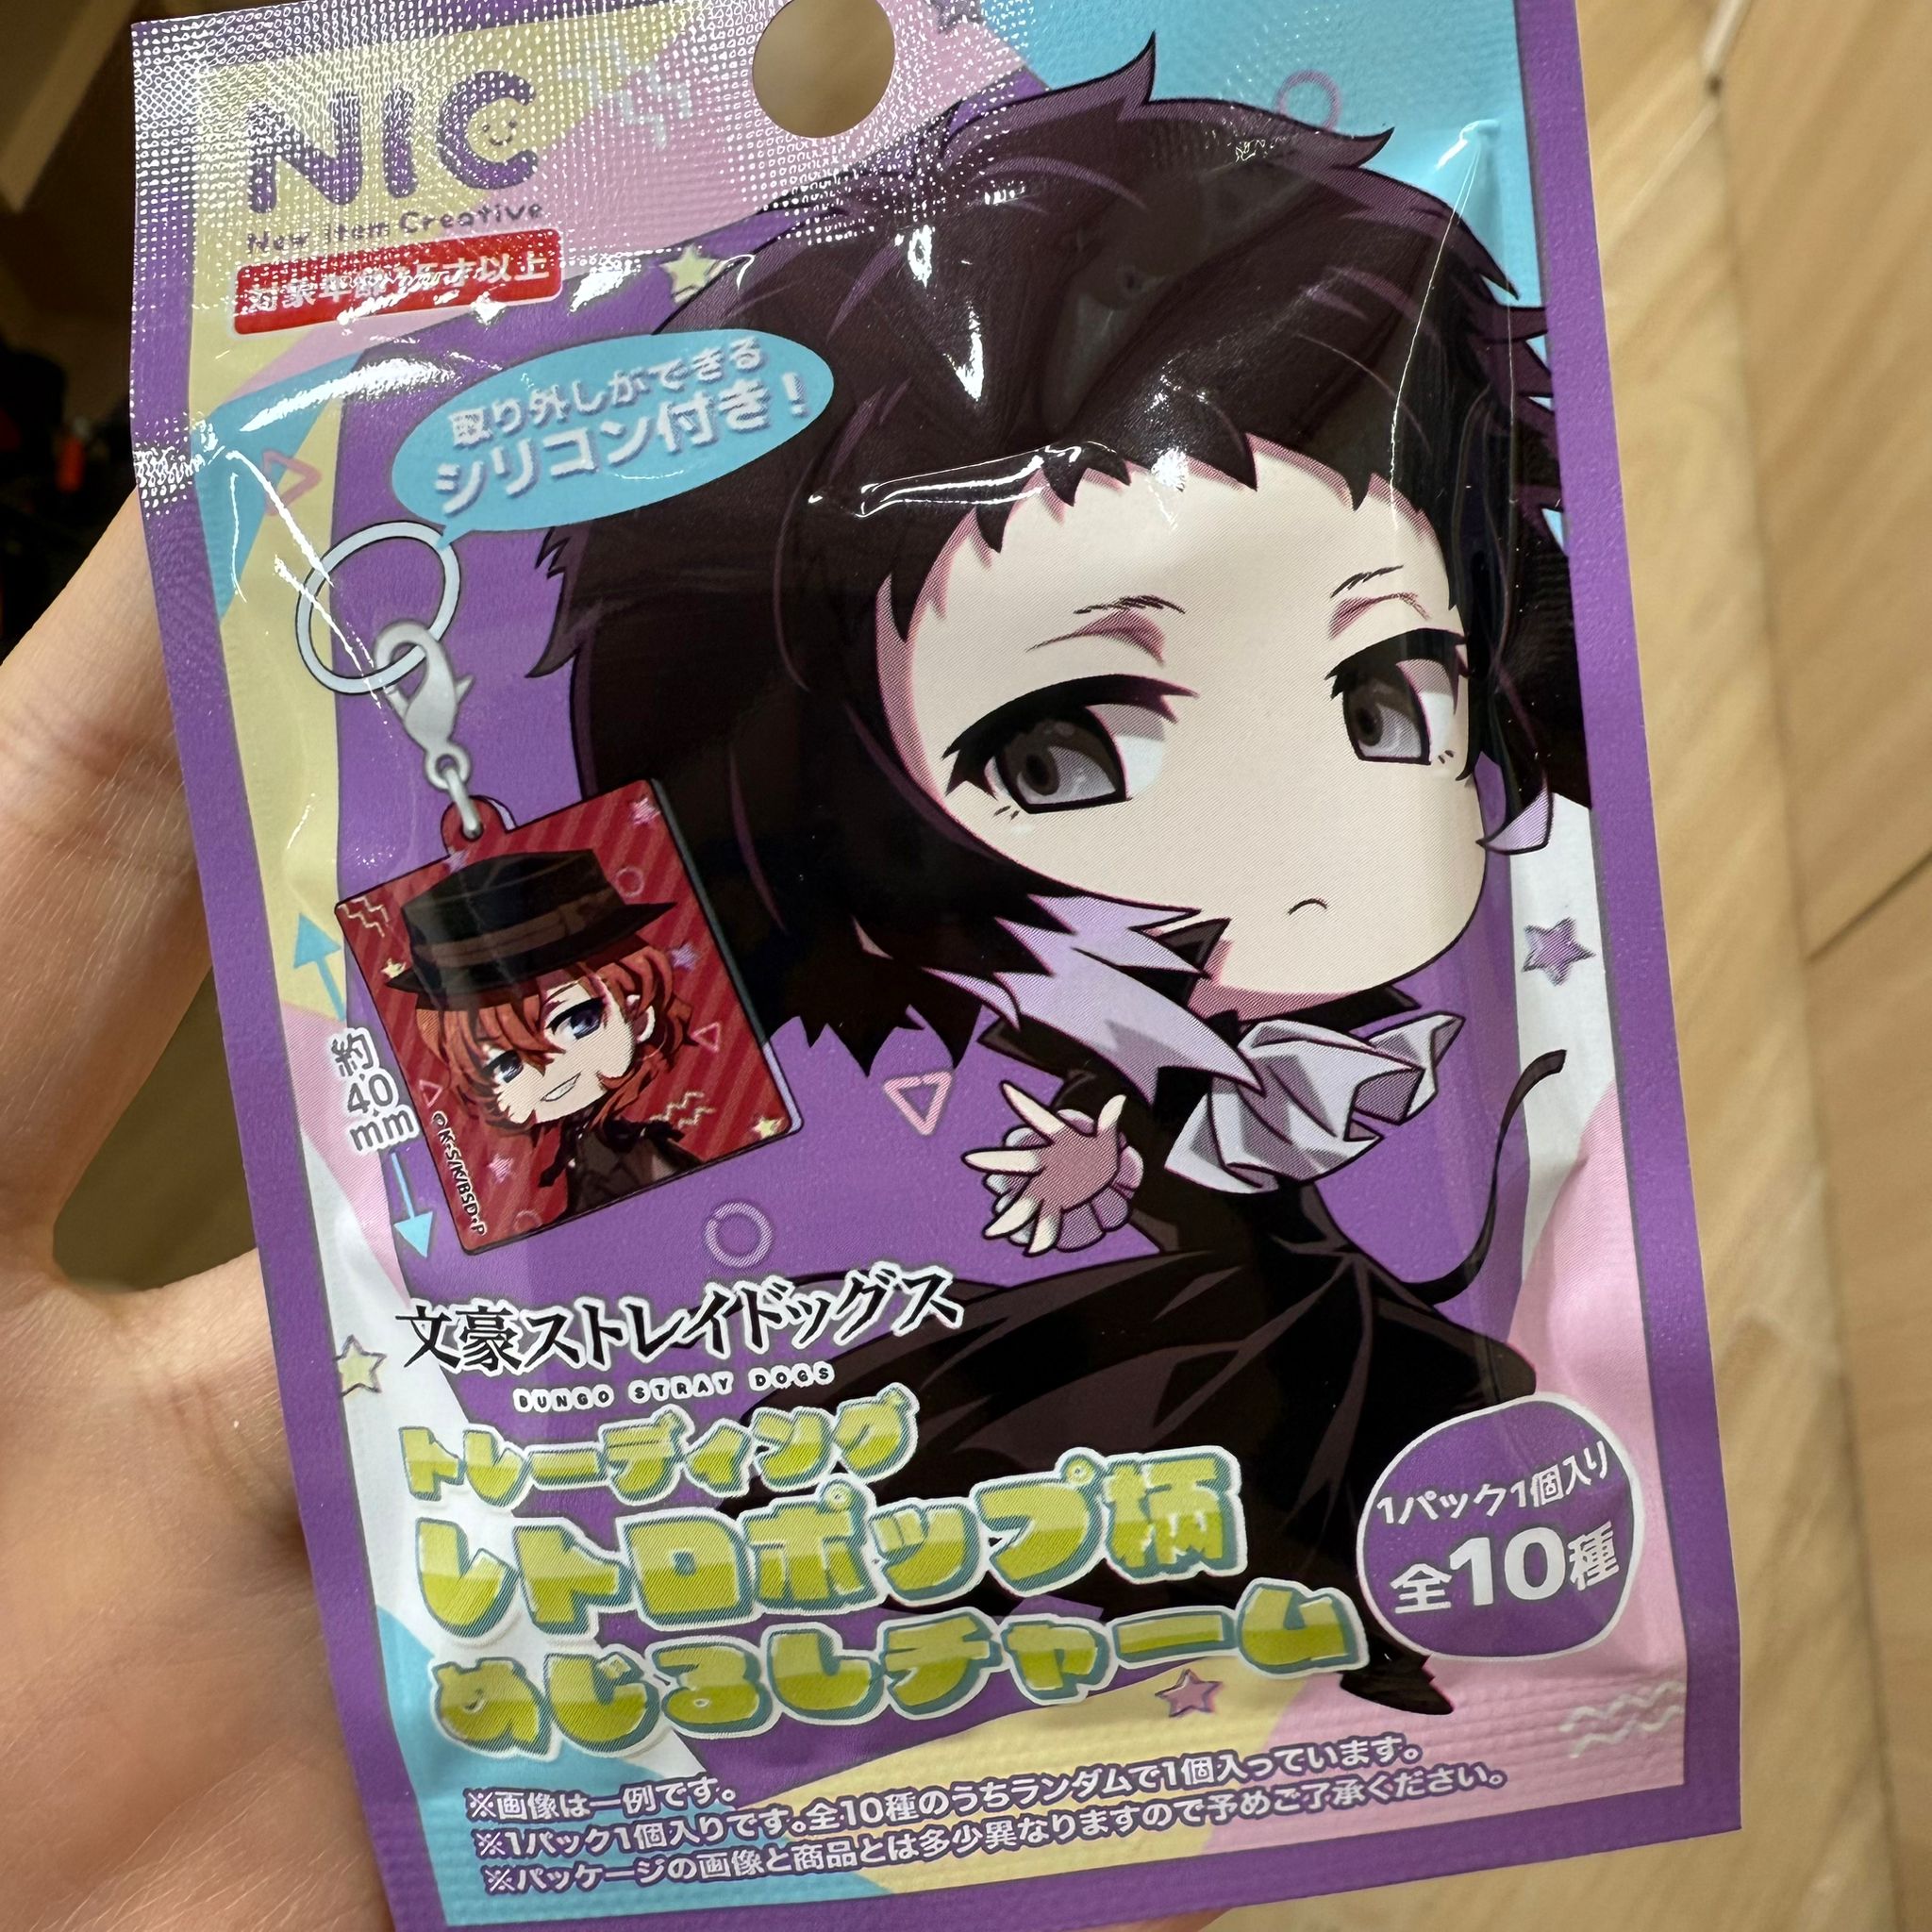 NIC
New Item Creative
対象年齢15才以上
取り外しができる
シリコン付き!
約
40
mm
©K・S/K/BSD・P
文豪ストレイドッグス
BUNGO STRAY DOGS
トレーディング
レトロポップ柄
めじるしチャーム
1パック1個入り
全10種
※画像は一例です。
※1パック1個入りです。全10種のうちランダムで1個入っています。
※パッケージの画像と商品とは多少異なりますので予めご了承ください。